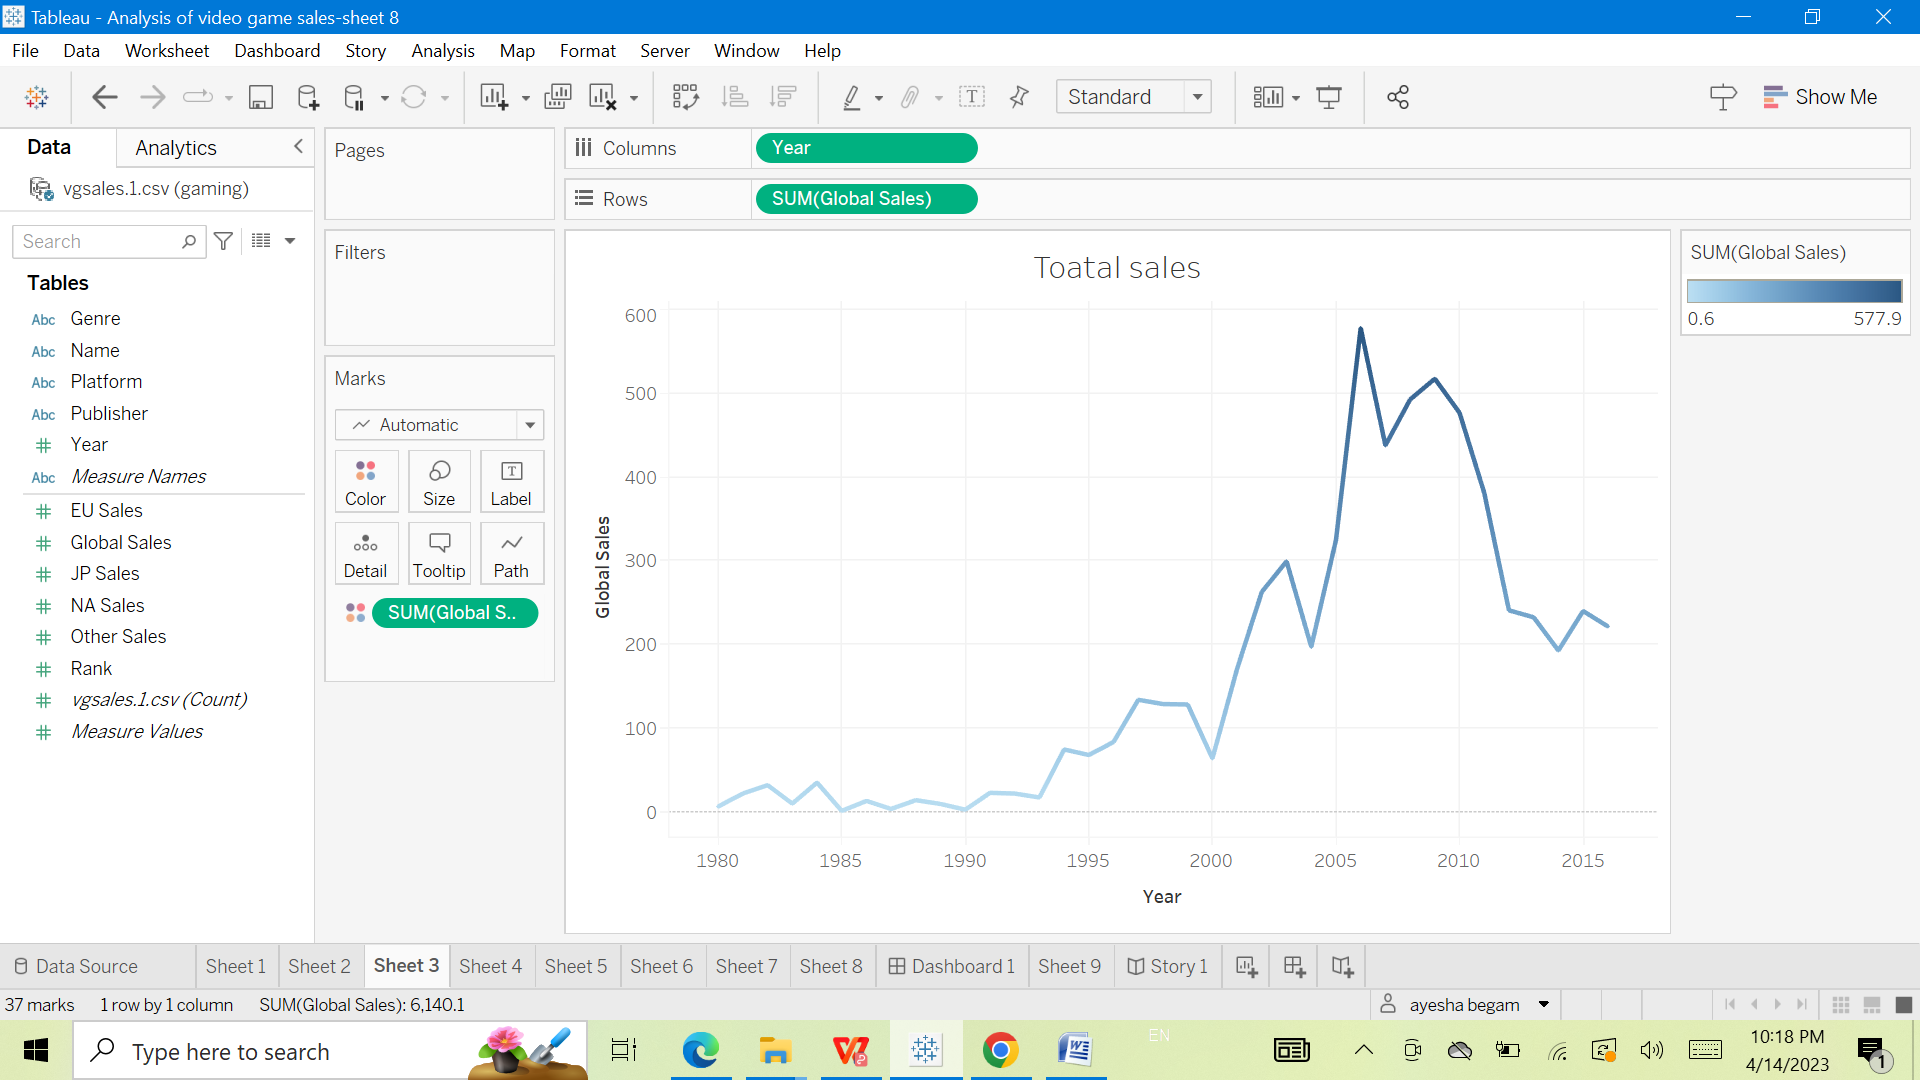 Tableau - Analysis of video game sales-sheet 8
File Data Worksheet Dashboard Story Analysis Map Format Server Window Help
Standard
Show Me
Data Analytics
vgsales.1.csv (gaming)
Search
Tables
Abc Genre
Abc Name
Abc Platform
Abc Publisher
Year
Abc Measure Names
EU Sales
Global Sales
JP Sales
NA Sales
Other Sales
Rank
vgsales.1.csv (Count)
Measure Values
Pages
Filters
Marks
Automatic
Color Size Label
Detail Tooltip Path
SUM(Global S..
Columns Year
Rows SUM(Global Sales)
Toatal sales
600
500
400
300
200
100
0
Global Sales
1980 1985 1990 1995 2000 2005 2010 2015
Year
SUM(Global Sales)
0.6 577.9
Data Source Sheet 1 Sheet 2 Sheet 3 Sheet 4 Sheet 5 Sheet 6 Sheet 7 Sheet 8 Dashboard 1 Sheet 9 Story 1
37 marks 1 row by 1 column SUM(Global Sales): 6,140.1 ayesha begam
Type here to search
EN
10:18 PM
4/14/2023
1